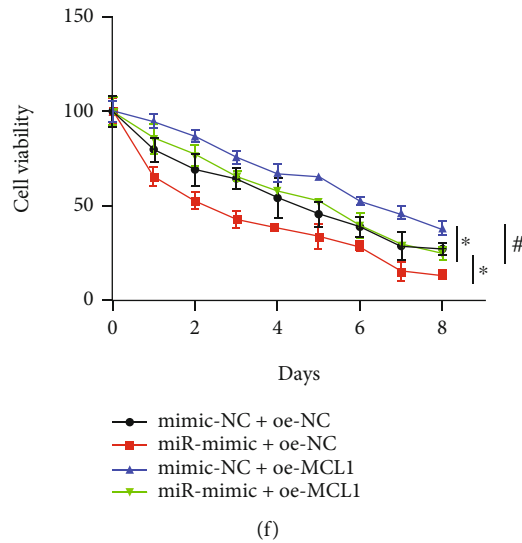 150
100
50
0
Cell viability
0 2 4 6 8
Days
*
*
#
mimic-NC + oe-NC
miR-mimic + oe-NC
mimic-NC + oe-MCL1
miR-mimic + oe-MCL1
(f)